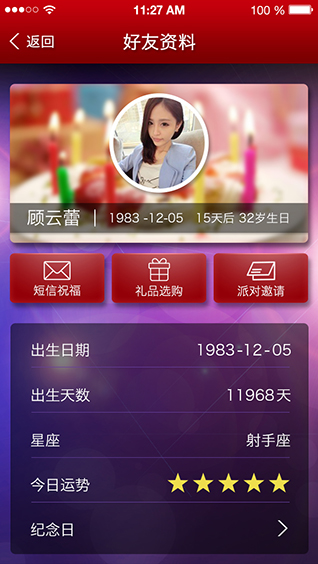 11:27 AM 100 %
返回 好友资料
顾云蕾 | 1983 -12-05 15天后 32岁生日
短信祝福 礼品选购 派对邀请
出生日期 1983-12-05
出生天数 11968天
星座 射手座
今日运势
纪念日